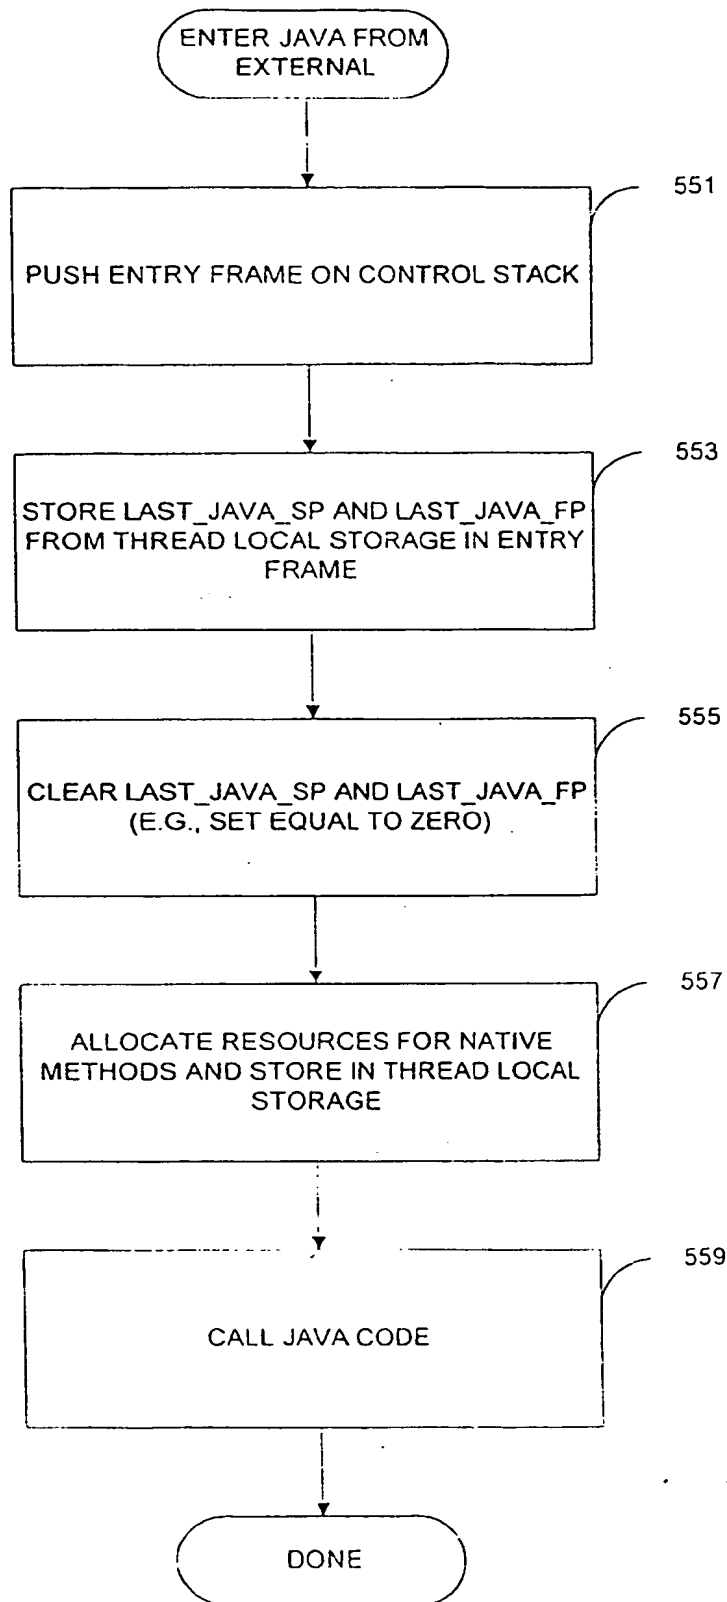 ENTER JAVA FROM
EXTERNAL
551
PUSH ENTRY FRAME ON CONTROL STACK
553
STORE LAST_JAVA_SP AND LAST_JAVA_FP
FROM THREAD LOCAL STORAGE IN ENTRY
FRAME
555
CLEAR LAST_JAVA_SP AND LAST_JAVA_FP
(E.G., SET EQUAL TO ZERO)
557
ALLOCATE RESOURCES FOR NATIVE
METHODS AND STORE IN THREAD LOCAL
STORAGE
559
CALL JAVA CODE
DONE